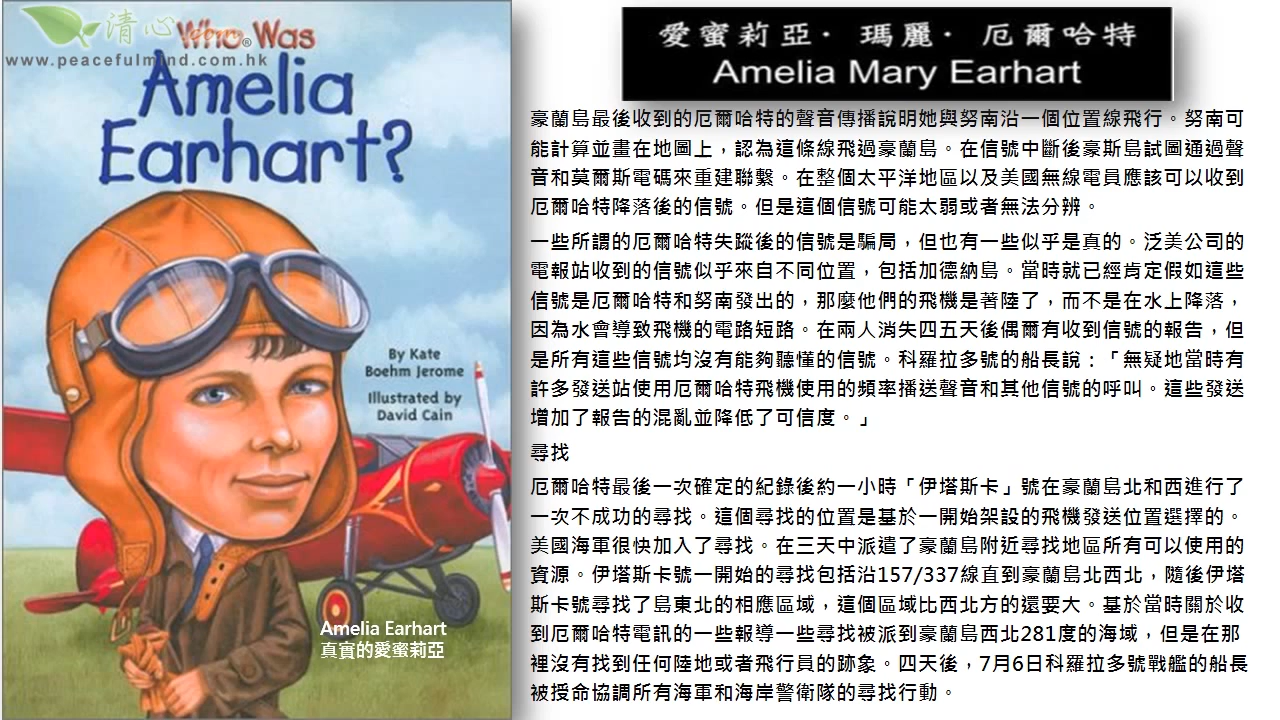 清心
www.peacefulmind.com.hk
Who Was
Amelia
Earhart?
By Kate
Boehm Jerome
Illustrated by
David Cain
Amelia Earhart
真實的愛蜜莉亞
愛蜜莉亞· 瑪麗· 厄爾哈特
Amelia Mary Earhart
豪蘭島最後收到的厄爾哈特的聲音傳播說明她與努南沿一個位置線飛行。努南可
能計算並畫在地圖上，認為這條線飛過豪蘭島。在信號中斷後豪斯島試圖通過聲
音和莫爾斯電碼來重建聯繫。在整個太平洋地區以及美國無線電員應該可以收到
厄爾哈特降落後的信號。但是這個信號可能太弱或者無法分辨。
一些所謂的厄爾哈特失蹤後的信號是騙局，但也有一些似乎是真的。泛美公司的
電報站收到的信號似乎來自不同位置，包括加德納島。當時就已經肯定假如這些
信號是厄爾哈特和努南發出的，那麼他們的飛機是著陸了，而不是在水上降落，
因為水會導致飛機的電路短路。在兩人消失四五天後偶爾有收到信號的報告，但
是所有這些信號均沒有能夠聽懂的信號。科羅拉多號的船長說：「無疑地當時有
許多發送站使用厄爾哈特飛機使用的頻率播送聲音和其他信號的呼叫。這些發送
增加了報告的混亂並降低了可信度。」
尋找
厄爾哈特最後一次確定的紀錄後約一小時「伊塔斯卡」號在豪蘭島北和西進行了
一次不成功的尋找。這個尋找的位置是基於一開始架設的飛機發送位置選擇的。
美國海軍很快加入了尋找。在三天中派遣了豪蘭島附近尋找地區所有可以使用的
資源。伊塔斯卡號一開始的尋找包括沿157/337線直到豪蘭島北西北，隨後伊塔
斯卡號尋找了島東北的相應區域，這個區域比西北方的還要大。基於當時關於收
到厄爾哈特電訊的一些報導一些尋找被派到豪蘭島西北281度的海域，但是在那
裡沒有找到任何陸地或者飛行員的跡象。四天後，7月6日科羅拉多號戰艦的船長
被授命協調所有海軍和海岸警衛隊的尋找行動。